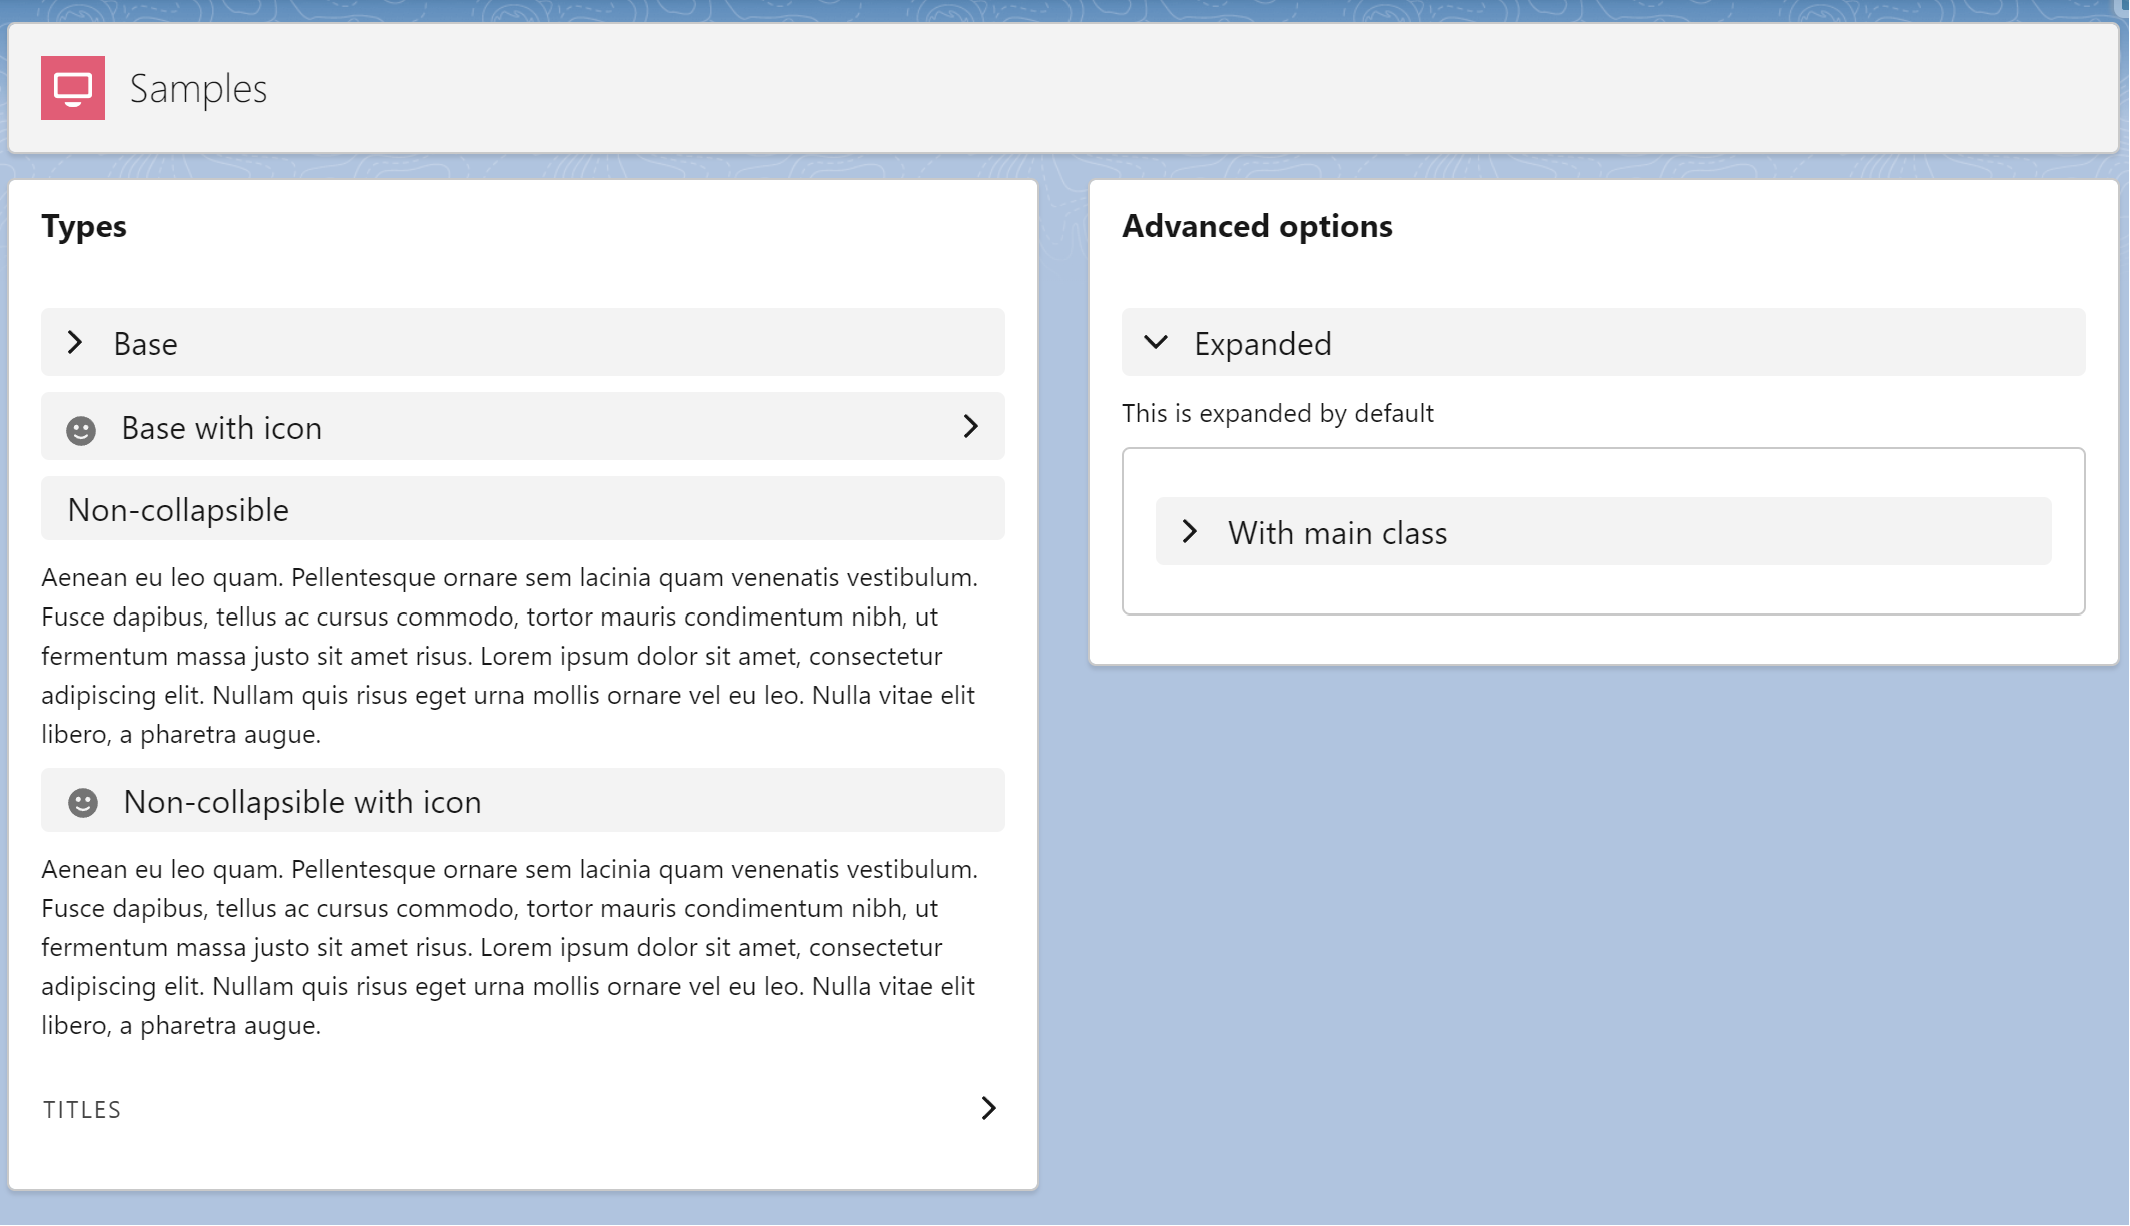 Samples
Types
Base
Base with icon
Non-collapsible
Aenean eu leo quam. Pellentesque ornare sem lacinia quam venenatis vestibulum.
Fusce dapibus, tellus ac cursus commodo, tortor mauris condimentum nibh, ut
fermentum massa justo sit amet risus. Lorem ipsum dolor sit amet, consectetur
adipiscing elit. Nullam quis risus eget urna mollis ornare vel eu leo. Nulla vitae elit
libero, a pharetra augue.
Non-collapsible with icon
Aenean eu leo quam. Pellentesque ornare sem lacinia quam venenatis vestibulum.
Fusce dapibus, tellus ac cursus commodo, tortor mauris condimentum nibh, ut
fermentum massa justo sit amet risus. Lorem ipsum dolor sit amet, consectetur
adipiscing elit. Nullam quis risus eget urna mollis ornare vel eu leo. Nulla vitae elit
libero, a pharetra augue.
TITLES
Advanced options
Expanded
This is expanded by default
With main class